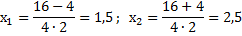 x₁ = (16 − 4)/(4 · 2) = 1,5 ; x₂ = (16 + 4)/(4 · 2) = 2,5